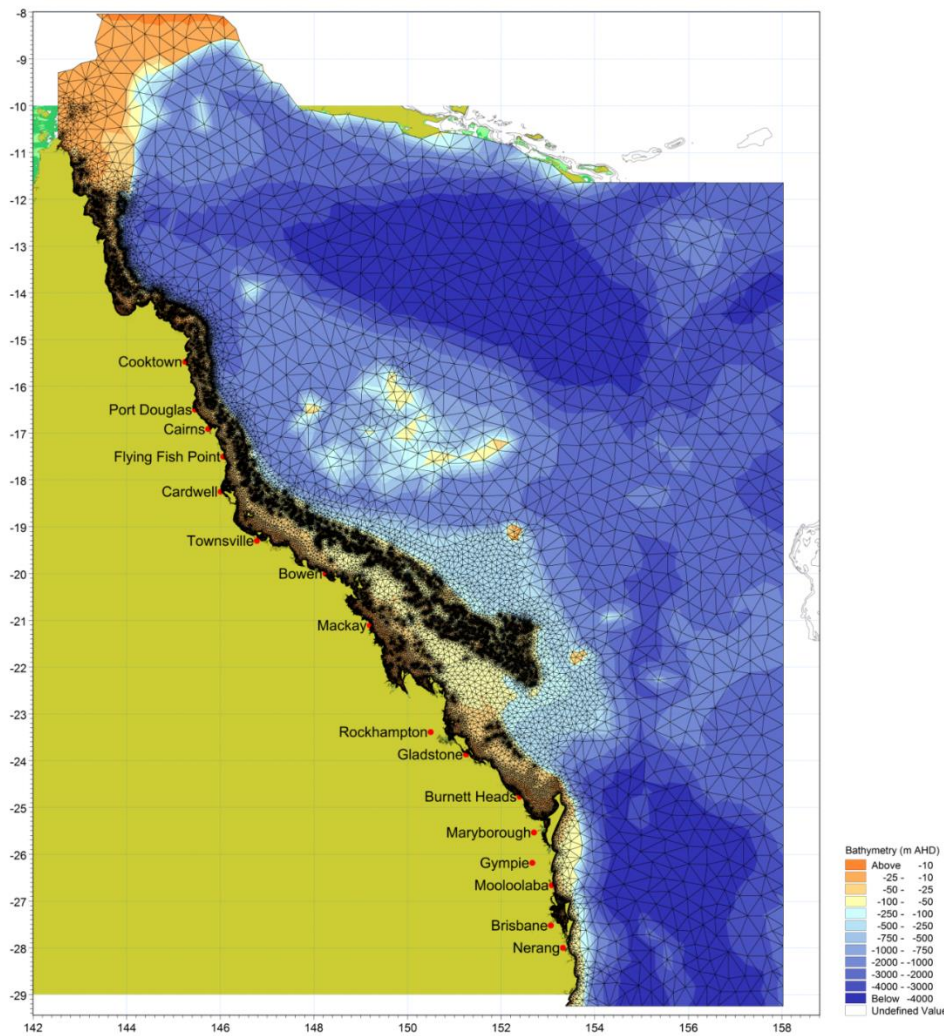 -8
-9
-10
-11
-12
-13
-14
-15
Cooktown
-16
Port Douglas
Cairns
-17
Flying Fish Point
-18
Cardwell
-19
Townsville
-20
Bowen
-21
Mackay
-22
-23
Rockhampton
Gladstone
-24
Burnett Heads
-25
Maryborough
-26
Gympie
Mooloolaba
-27
Brisbane
-28
Nerang
-29
142 144 146 148 150 152 154 156 158
Bathymetry (m AHD)
Above -10
-25 - -10
-50 - -25
-100 - -50
-250 - -100
-500 - -250
-750 - -500
-1000 - -750
-2000 - -1000
-3000 - -2000
-4000 - -3000
Below -4000
Undefined Value